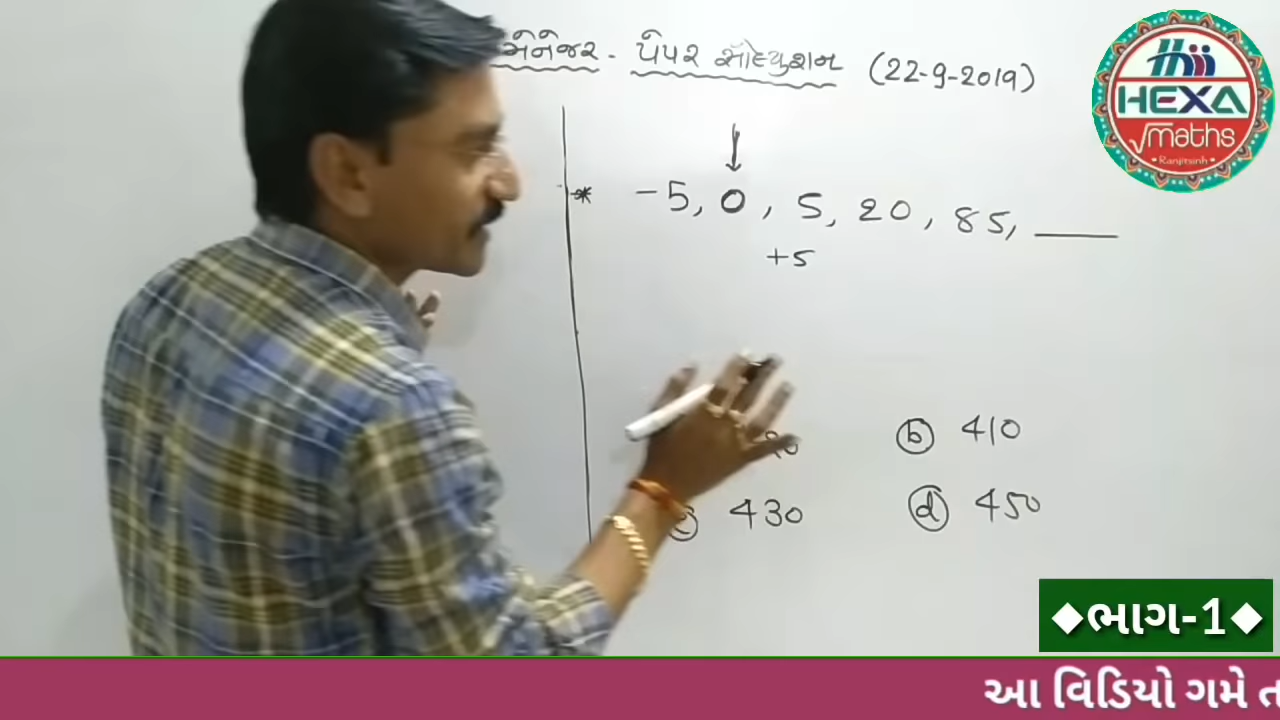 મેનેજર - પેપર સૉલ્યુશન (22-9-2019)
HEXA
√maths
Ranjitsinh
* -5, 0, 5, 20, 85, ____
+5
ⓑ 410
ⓒ 430 ⓓ 450
◆ભાગ-1◆
આ વિડિયો ગમે